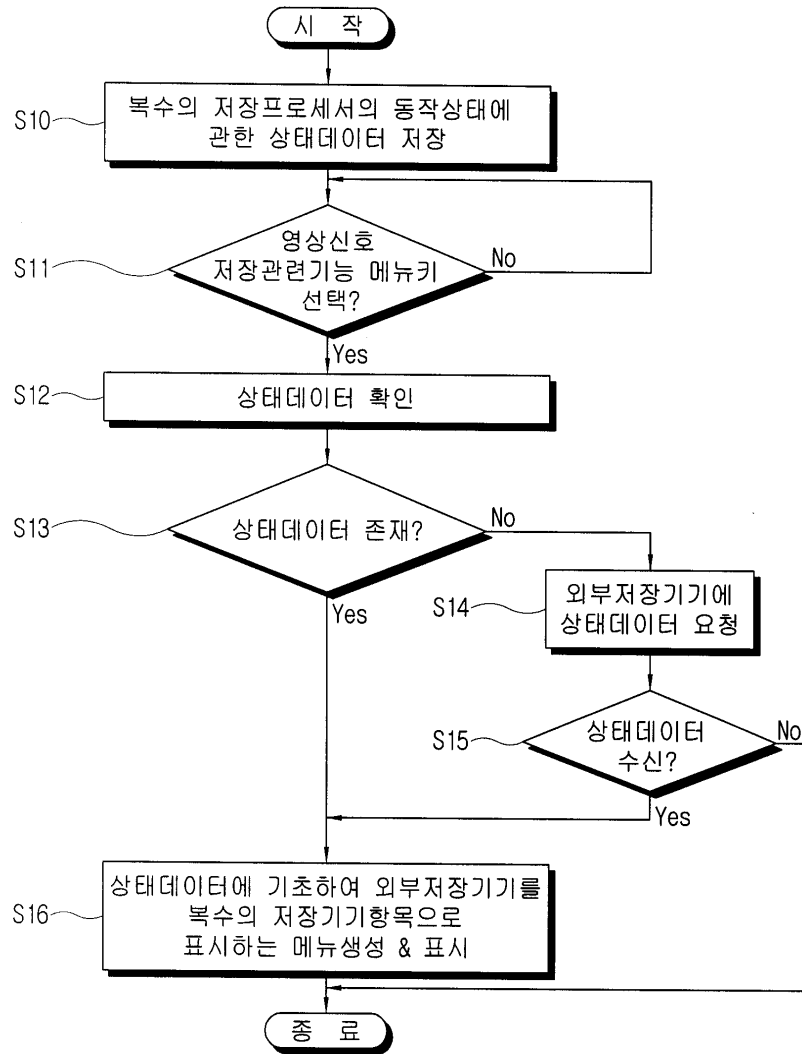 시 작
S10
복수의 저장프로세서의 동작상태에
관한 상태데이터 저장
S11
영상신호
저장관련기능 메뉴키
선택?
No
Yes
S12
상태데이터 확인
S13
상태데이터 존재?
No
Yes
S14
외부저장기기에
상태데이터 요청
S15
상태데이터
수신?
No
Yes
S16
상태데이터에 기초하여 외부저장기기를
복수의 저장기기항목으로
표시하는 메뉴생성 & 표시
종 료